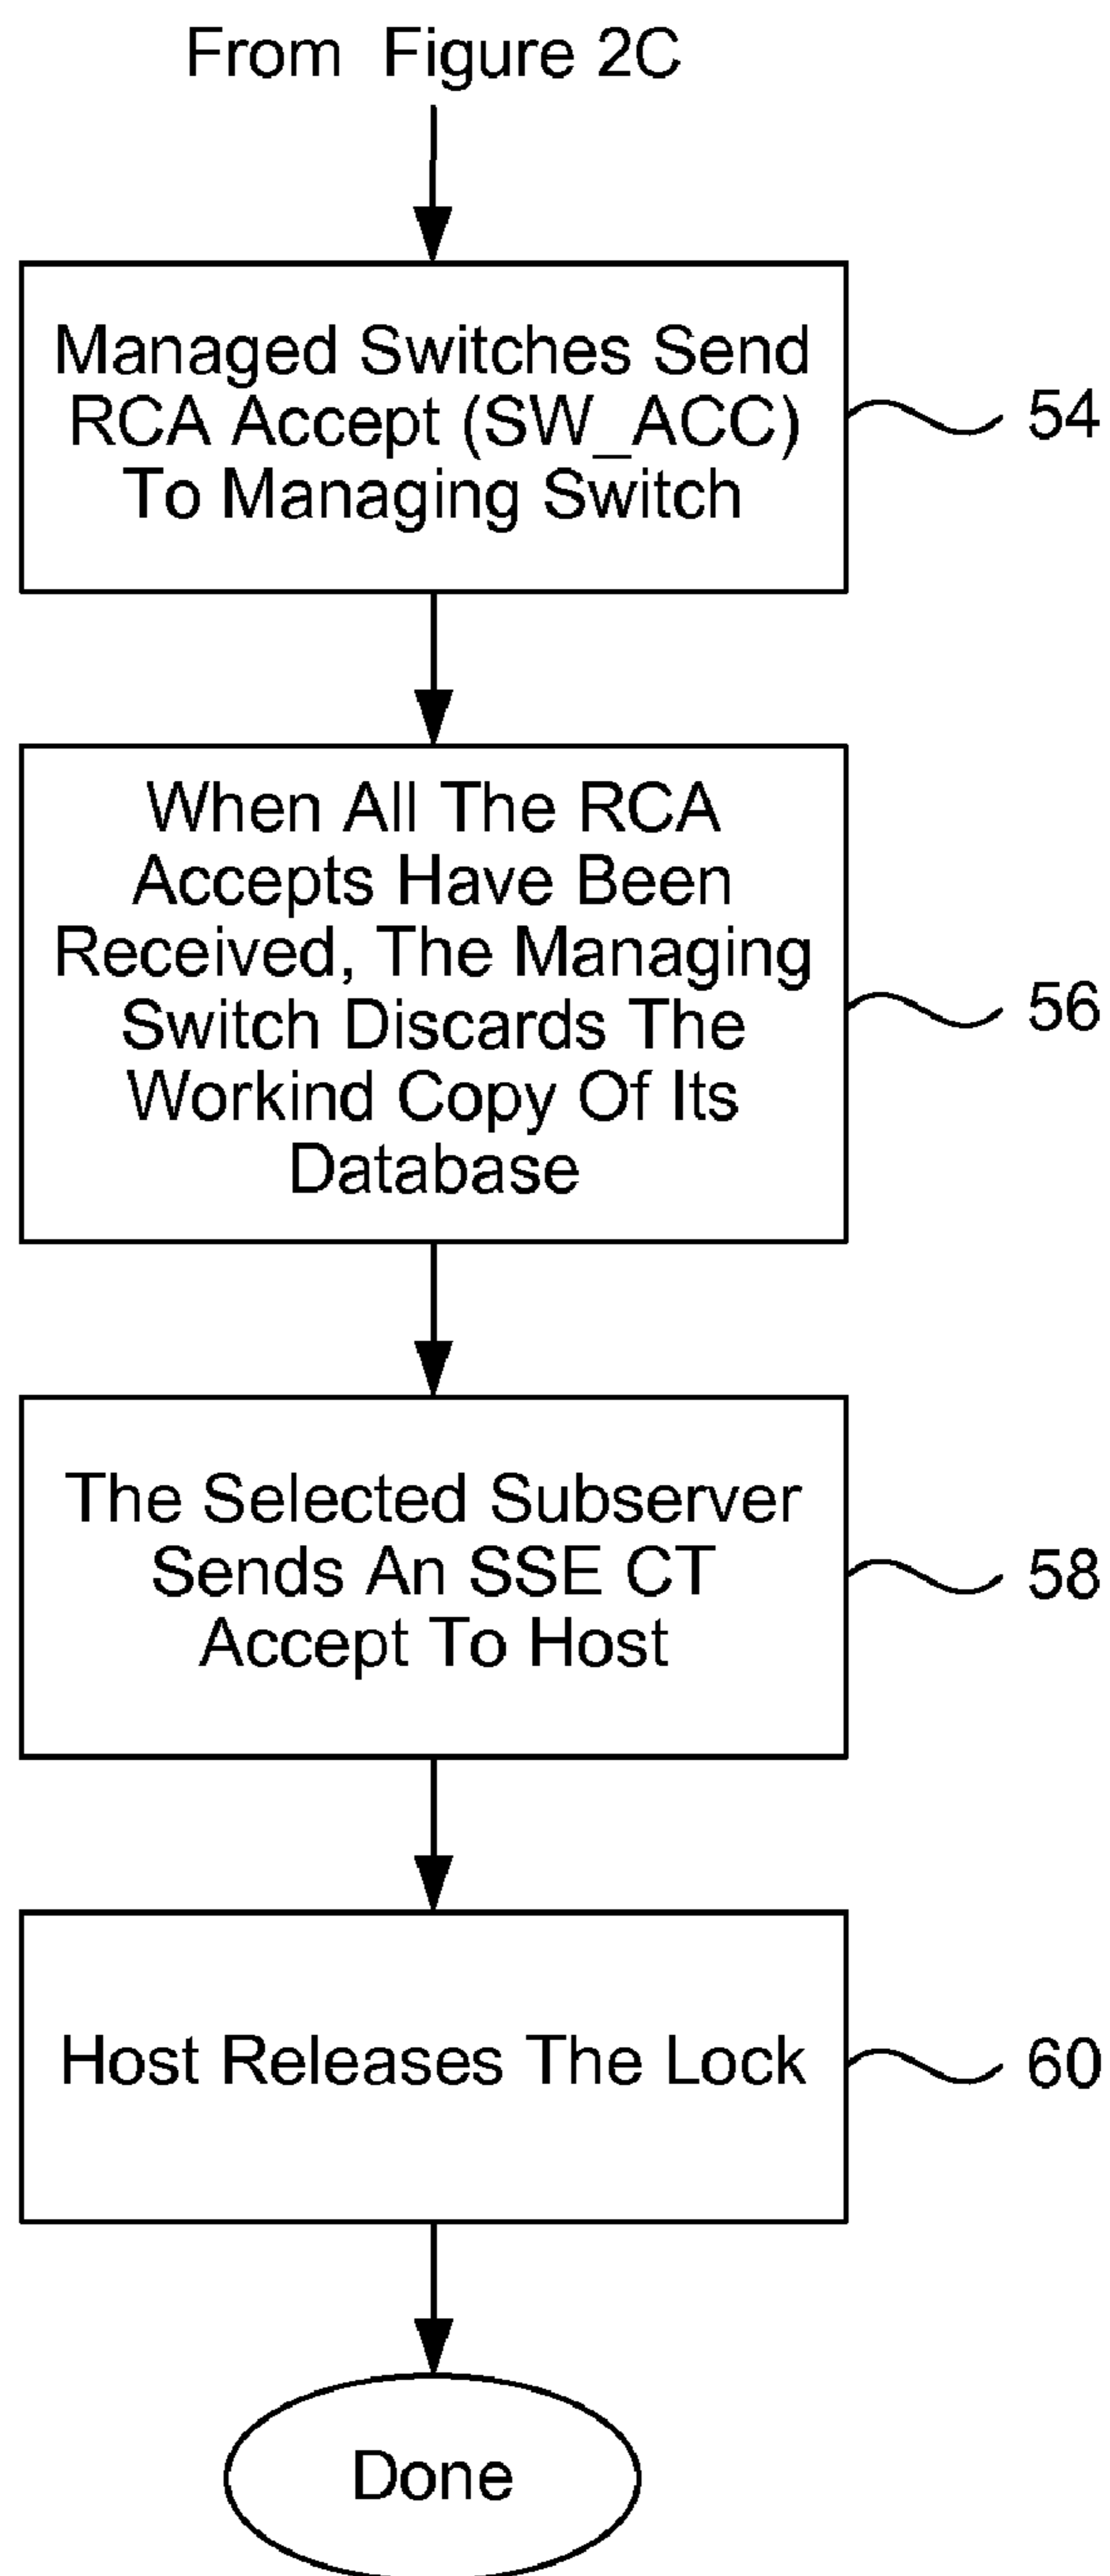 From Figure 2C
Managed Switches Send
RCA Accept (SW_ACC)
To Managing Switch
54
When All The RCA
Accepts Have Been
Received, The Managing
Switch Discards The
Workind Copy Of Its
Database
56
The Selected Subserver
Sends An SSE CT
Accept To Host
58
Host Releases The Lock
60
Done